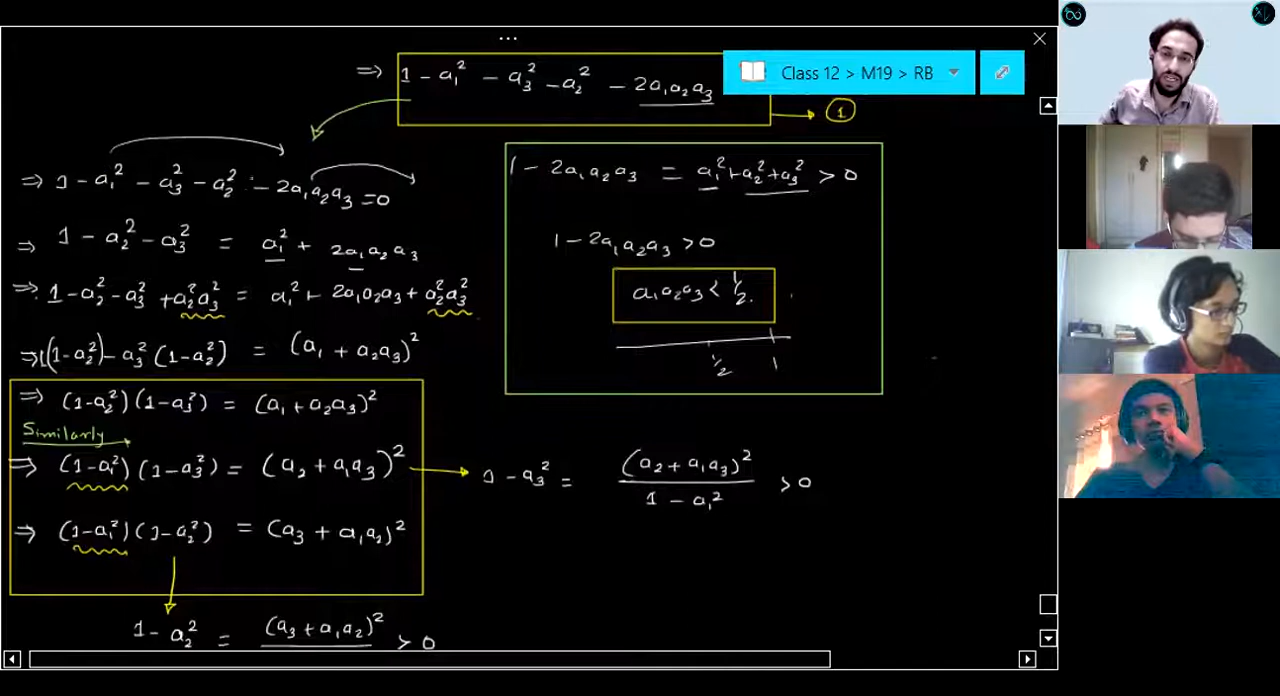 ...
⇒ 1 - a₁² - a₃² - a₂² - 2a₁a₂a₃
Class 12 > M19 > RB
①
⇒ 1 - a₁² - a₃² - a₂² - 2a₁a₂a₃ = 0
⇒ 1 - a₂² - a₃² = a₁² + 2a₁a₂a₃
⇒ 1 - a₂² - a₃² + a₂²a₃² = a₁² + 2a₁a₂a₃ + a₂²a₃²
⇒ 1(1-a₂²) - a₃²(1-a₂²) = (a₁ + a₂a₃)²
⇒ (1-a₂²)(1-a₃²) = (a₁ + a₂a₃)²
Similarly
⇒ (1-a₁²)(1-a₃²) = (a₂ + a₁a₃)²
⇒ (1-a₁²)(1-a₂²) = (a₃ + a₁a₂)²
1 - a₂² = (a₃ + a₁a₂)² > 0
1 - 2a₁a₂a₃ = a₁² + a₂² + a₃² > 0
1 - 2a₁a₂a₃ > 0
a₁a₂a₃ < 1/2.
1/2 1
1 - a₃² = (a₂ + a₁a₃)² / 1 - a₁² > 0